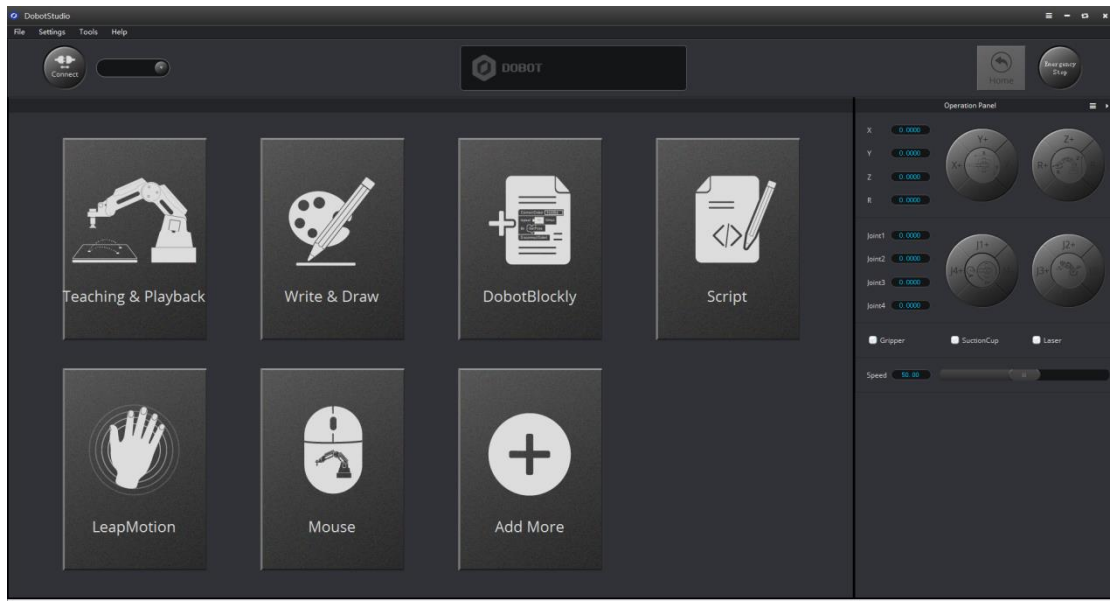 DobotStudio
File Settings Tools Help
Connect
DOBOT
Home
Emergency
Stop
Operation Panel
Teaching & Playback
Write & Draw
DobotBlockly
Script
LeapMotion
Mouse
Add More
X 0.0000
Y 0.0000
Z 0.0000
R 0.0000
Y+
X+
Z+
R+
Joint1 0.0000
Joint2 0.0000
Joint3 0.0000
Joint4 0.0000
J1+
J4+
J2+
J3+
Gripper SuctionCup Laser
Speed 50.00